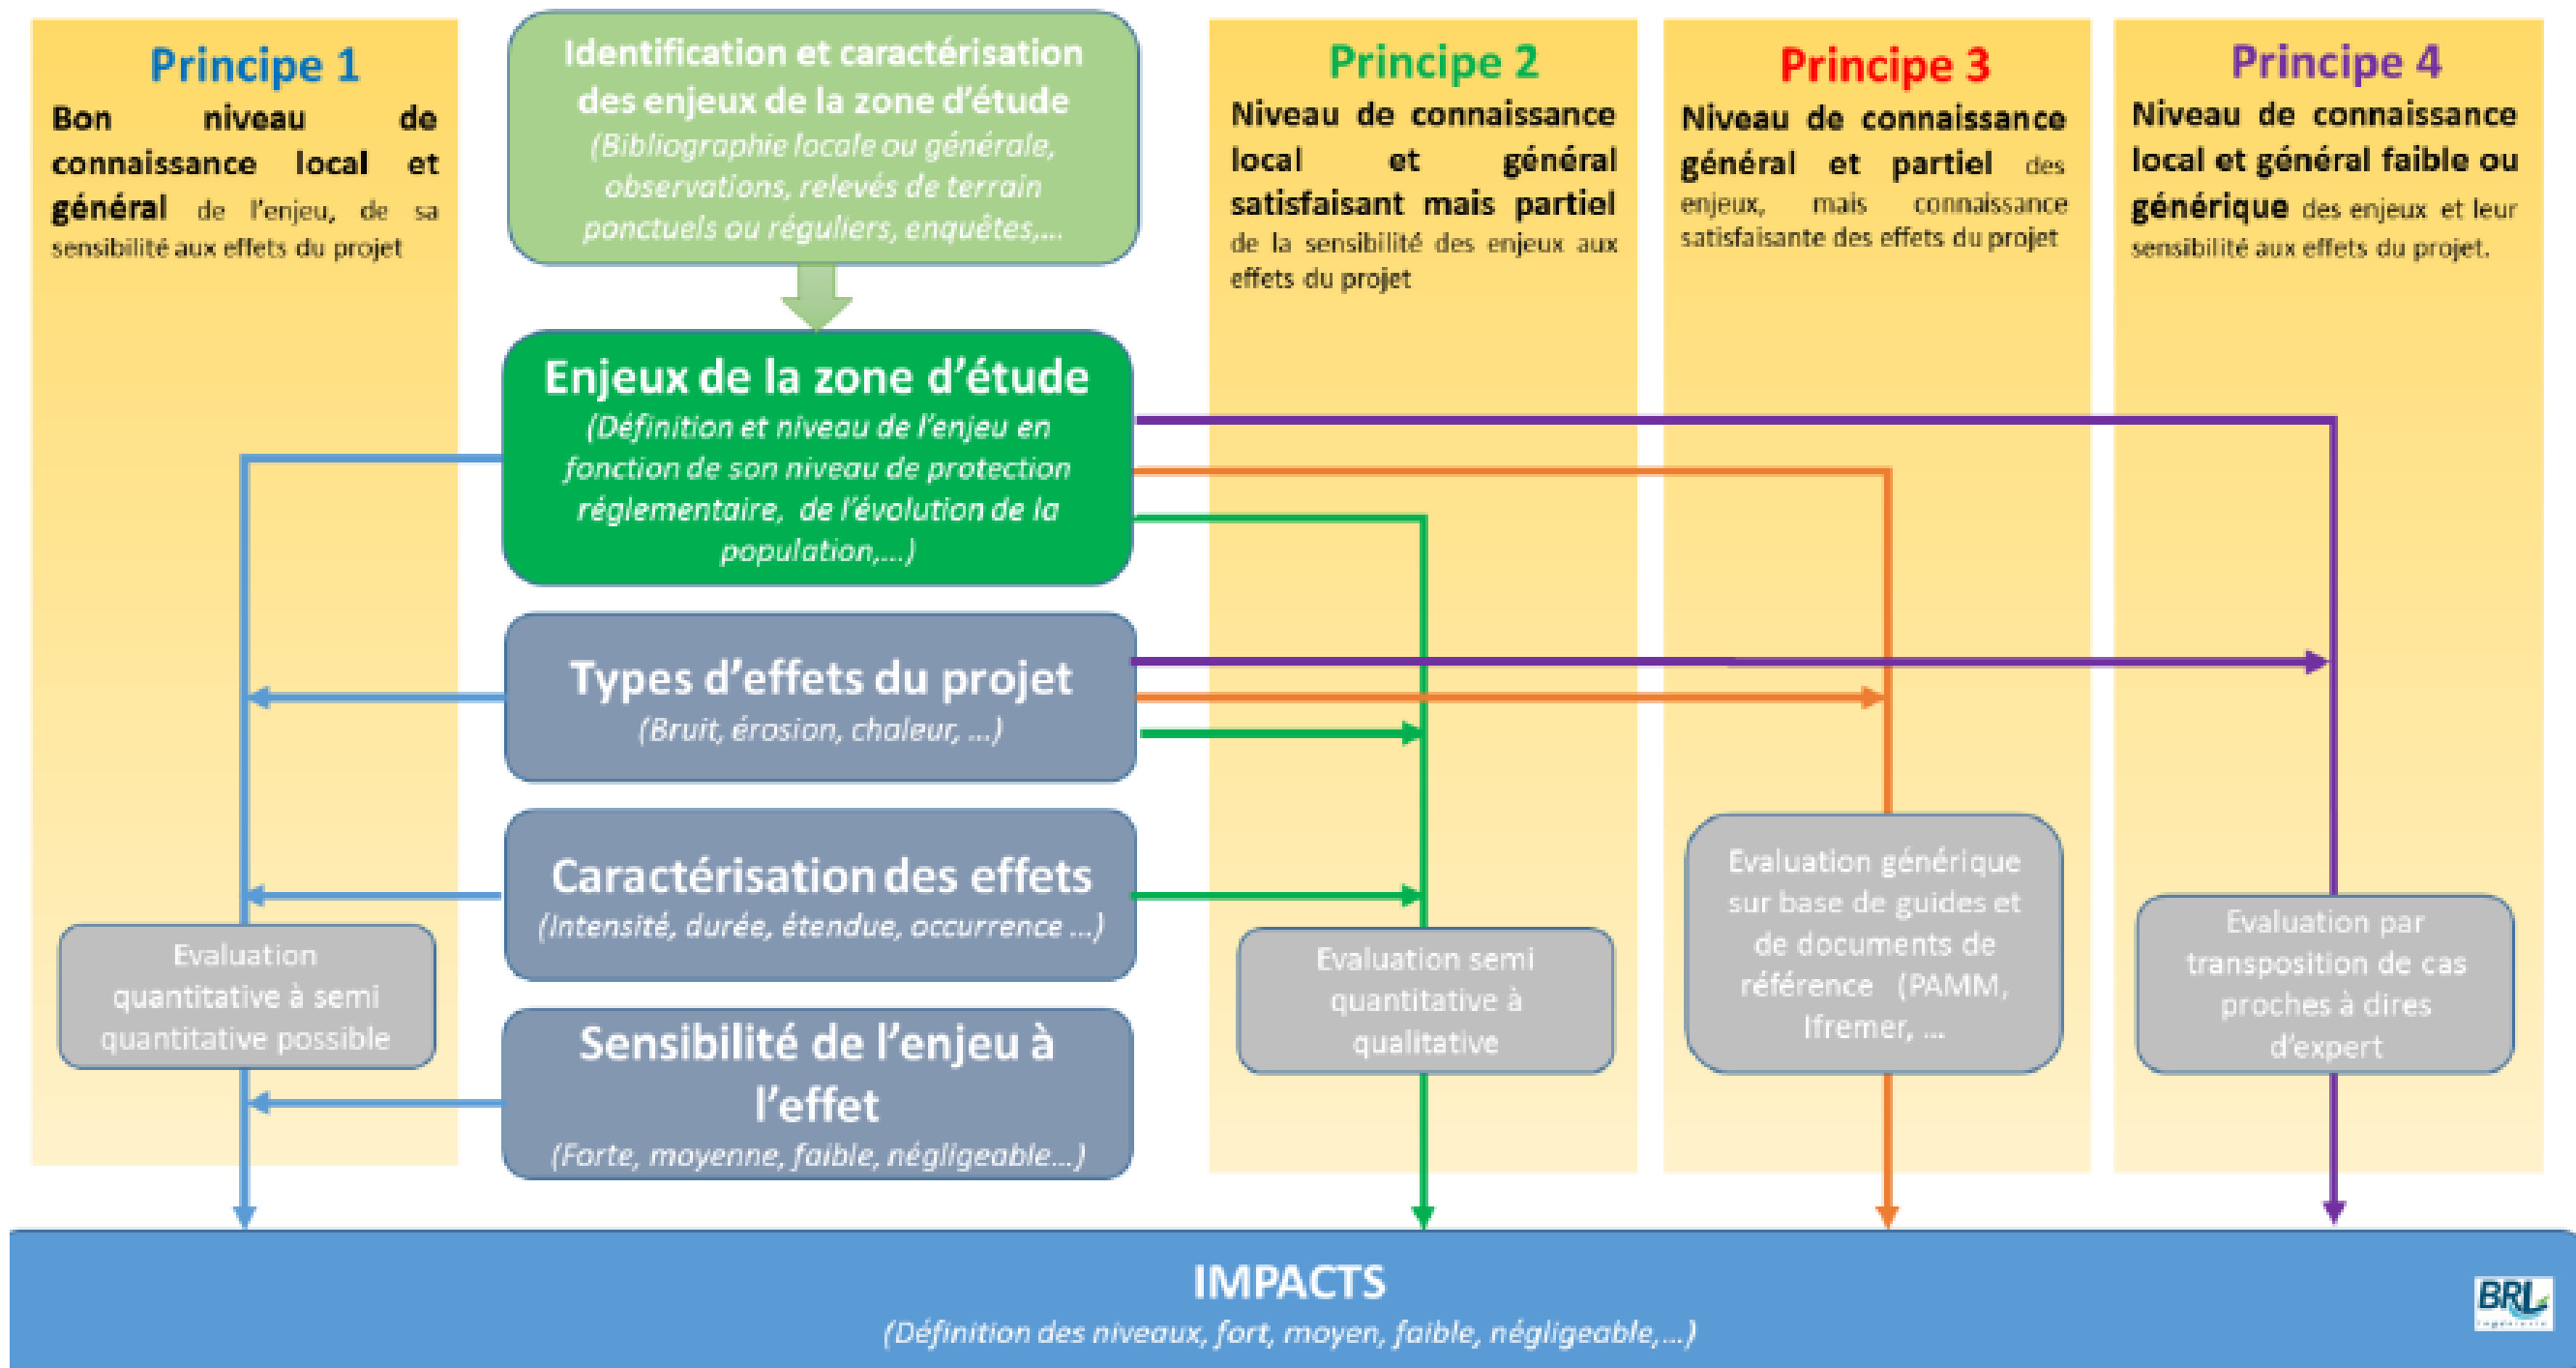 Principe 1
Bon niveau de
connaissance local et
général de l'enjeu, de sa
sensibilité aux effets du projet
Identification et caractérisation
des enjeux de la zone d'étude
(Bibliographie locale ou générale,
observations, relevés de terrain
ponctuels ou réguliers, enquêtes,...
Principe 2
Niveau de connaissance
local et général
satisfaisant mais partiel
de la sensibilité des enjeux aux
effets du projet
Principe 3
Niveau de connaissance
général et partiel des
enjeux, mais connaissance
satisfaisante des effets du projet
Principe 4
Niveau de connaissance
local et général faible ou
générique des enjeux et leur
sensibilité aux effets du projet.
Enjeux de la zone d'étude
(Définition et niveau de l'enjeu en
fonction de son niveau de protection
réglementaire, de l'évolution de la
population,...)
Types d'effets du projet
(Bruit, érosion, chaleur, ...)
Caractérisation des effets
(Intensité, durée, étendue, occurrence ...)
Sensibilité de l'enjeu à
l'effet
(Forte, moyenne, faible, négligeable...)
Evaluation
quantitative à semi
quantitative possible
Evaluation semi
quantitative à
qualitative
Evaluation générique
sur base de guides et
de documents de
référence (PAMM,
Ifremer, ...
Evaluation par
transposition de cas
proches à dires
d'expert
IMPACTS
(Définition des niveaux, fort, moyen, faible, négligeable,...)
BRL
Ingénierie